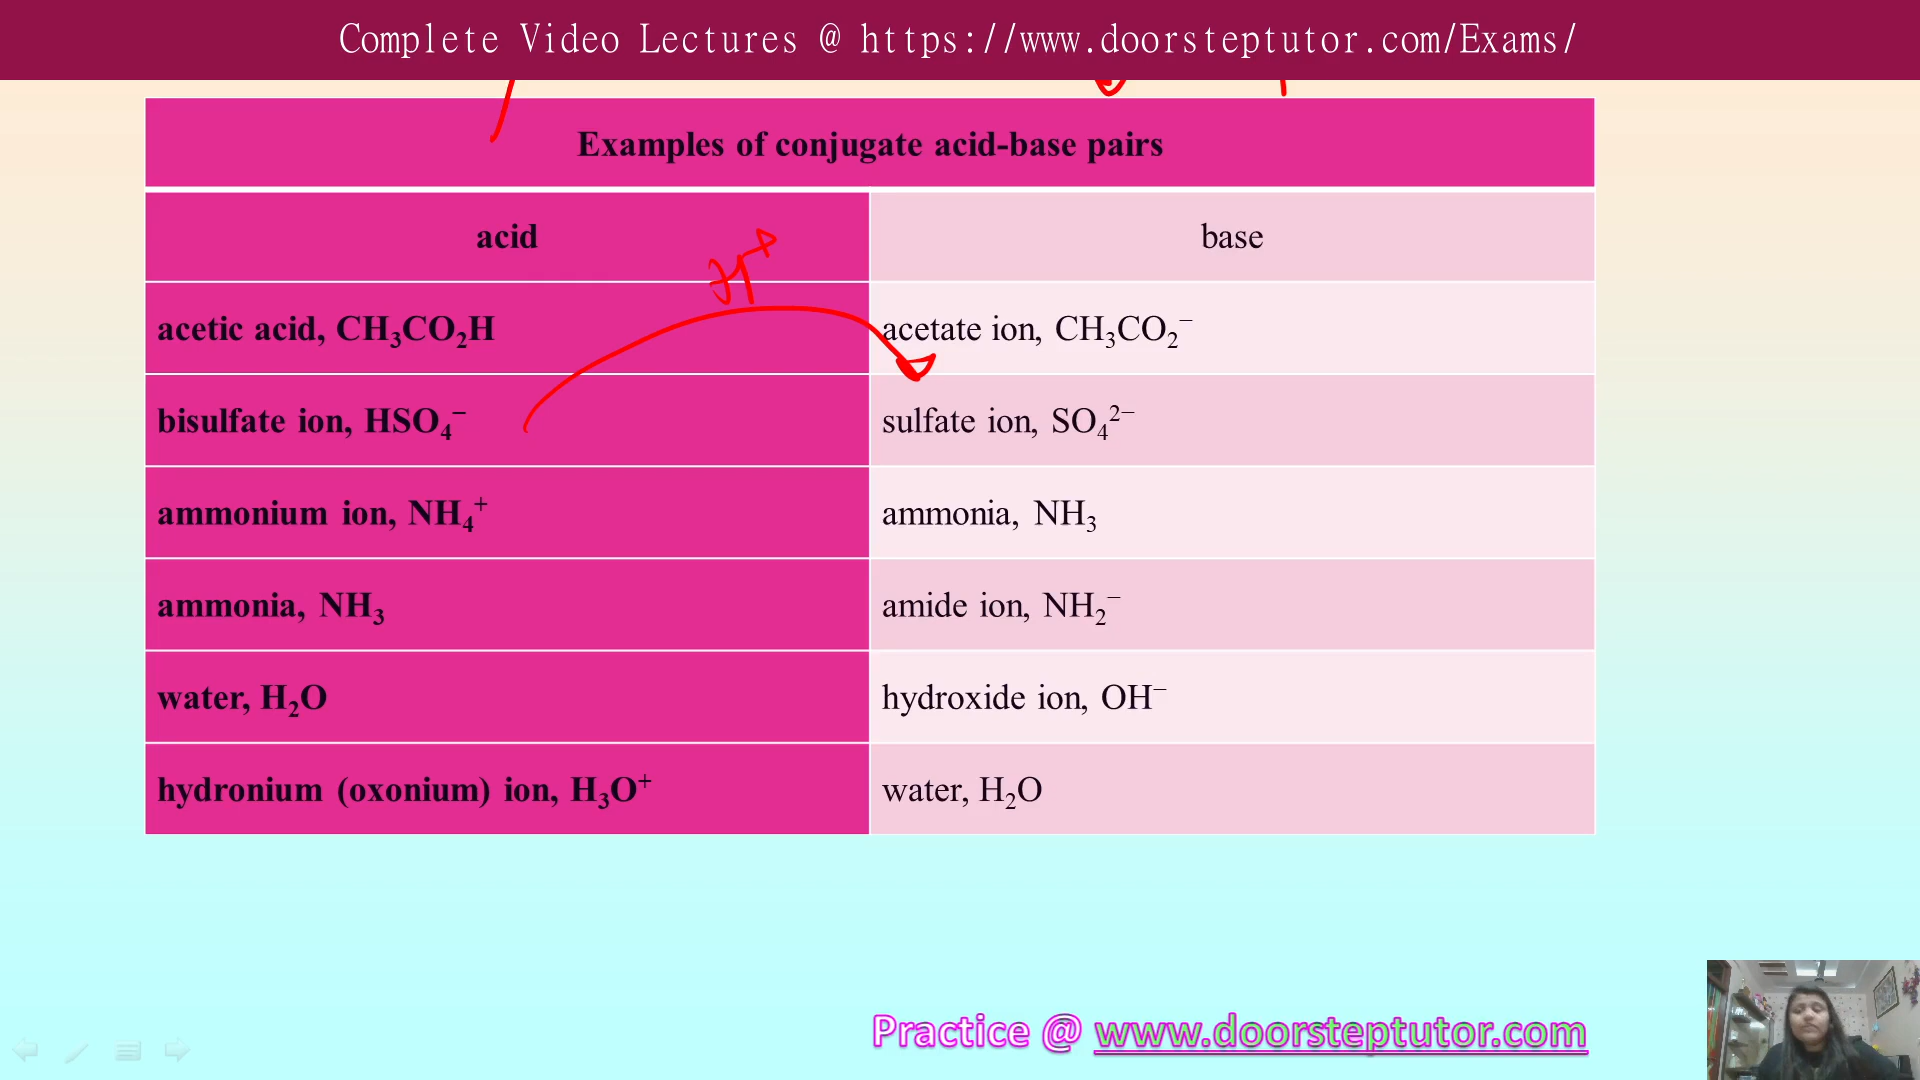 Complete Video Lectures @ https://www.doorsteptutor.com/Exams/
Examples of conjugate acid-base pairs
acid base
H⁺
acetic acid, CH₃CO₂H acetate ion, CH₃CO₂⁻
bisulfate ion, HSO₄⁻ sulfate ion, SO₄²⁻
ammonium ion, NH₄⁺ ammonia, NH₃
ammonia, NH₃ amide ion, NH₂⁻
water, H₂O hydroxide ion, OH⁻
hydronium (oxonium) ion, H₃O⁺ water, H₂O
Practice @ www.doorsteptutor.com